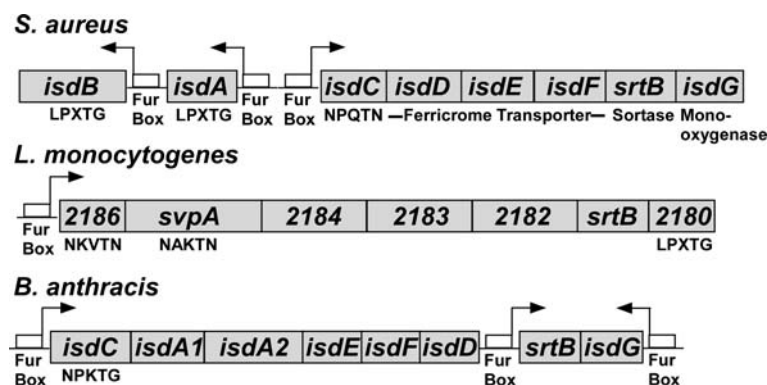 S. aureus
isdB isdA isdC isdD isdE isdF srtB isdG
LPXTG Fur Box LPXTG Fur Box Fur Box NPQTN —Ferricrome Transporter— Sortase Mono-oxygenase
L. monocytogenes
2186 svpA 2184 2183 2182 srtB 2180
Fur Box NKVTN NAKTN LPXTG
B. anthracis
isdC isdA1 isdA2 isdE isdF isdD srtB isdG
Fur Box NPKTG Fur Box Fur Box